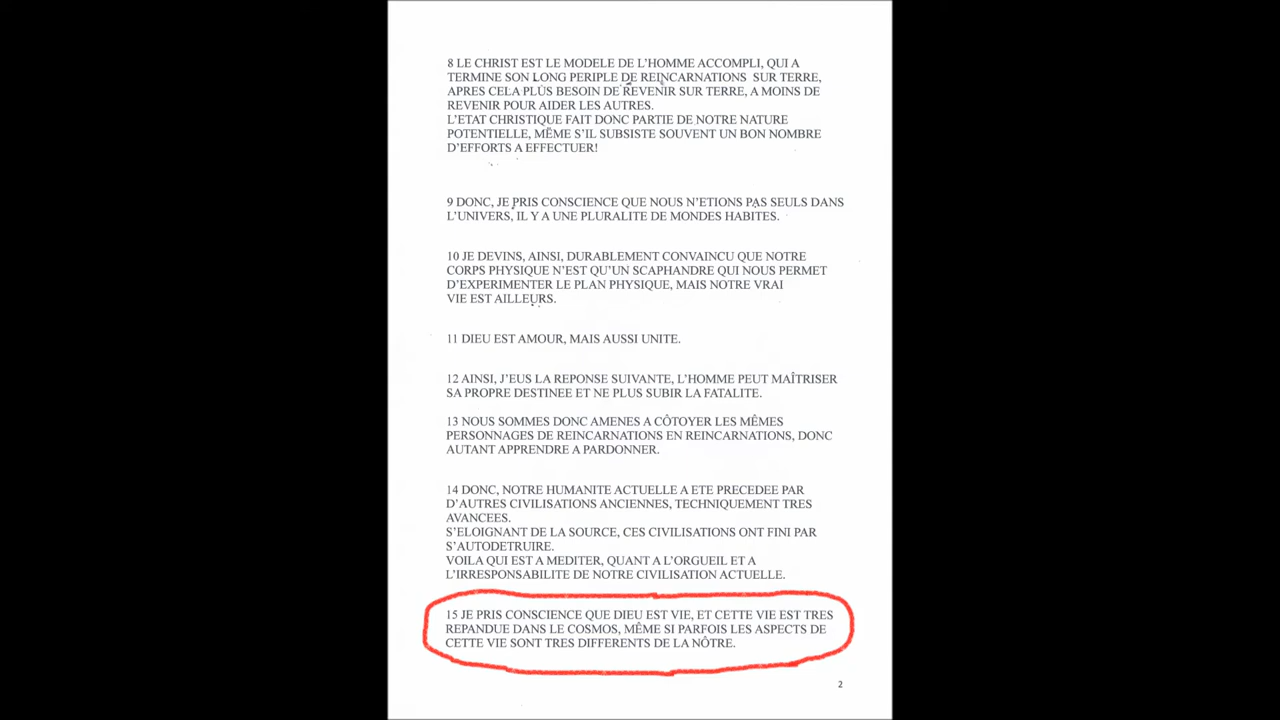 8 LE CHRIST EST LE MODELE DE L'HOMME ACCOMPLI, QUI A
TERMINE SON LONG PERIPLE DE REINCARNATIONS SUR TERRE,
APRES CELA PLUS BESOIN DE REVENIR SUR TERRE, A MOINS DE
REVENIR POUR AIDER LES AUTRES.
L'ETAT CHRISTIQUE FAIT DONC PARTIE DE NOTRE NATURE
POTENTIELLE, MÊME S'IL SUBSISTE SOUVENT UN BON NOMBRE
D'EFFORTS A EFFECTUER!
9 DONC, JE PRIS CONSCIENCE QUE NOUS N'ETIONS PAS SEULS DANS
L'UNIVERS, IL Y A UNE PLURALITE DE MONDES HABITES.
10 JE DEVINS, AINSI, DURABLEMENT CONVAINCU QUE NOTRE
CORPS PHYSIQUE N'EST QU'UN SCAPHANDRE QUI NOUS PERMET
D'EXPERIMENTER LE PLAN PHYSIQUE, MAIS NOTRE VRAI
VIE EST AILLEURS.
11 DIEU EST AMOUR, MAIS AUSSI UNITE.
12 AINSI, J'EUS LA REPONSE SUIVANTE, L'HOMME PEUT MAÎTRISER
SA PROPRE DESTINEE ET NE PLUS SUBIR LA FATALITE.
13 NOUS SOMMES DONC AMENES A CÔTOYER LES MÊMES
PERSONNAGES DE REINCARNATIONS EN REINCARNATIONS, DONC
AUTANT APPRENDRE A PARDONNER.
14 DONC, NOTRE HUMANITE ACTUELLE A ETE PRECEDEE PAR
D'AUTRES CIVILISATIONS ANCIENNES, TECHNIQUEMENT TRES
AVANCEES.
S'ELOIGNANT DE LA SOURCE, CES CIVILISATIONS ONT FINI PAR
S'AUTODETRUIRE.
VOILA QUI EST A MEDITER, QUANT A L'ORGUEIL ET A
L'IRRESPONSABILITE DE NOTRE CIVILISATION ACTUELLE.
15 JE PRIS CONSCIENCE QUE DIEU EST VIE, ET CETTE VIE EST TRES
REPANDUE DANS LE COSMOS, MÊME SI PARFOIS LES ASPECTS DE
CETTE VIE SONT TRES DIFFERENTS DE LA NÔTRE.
2